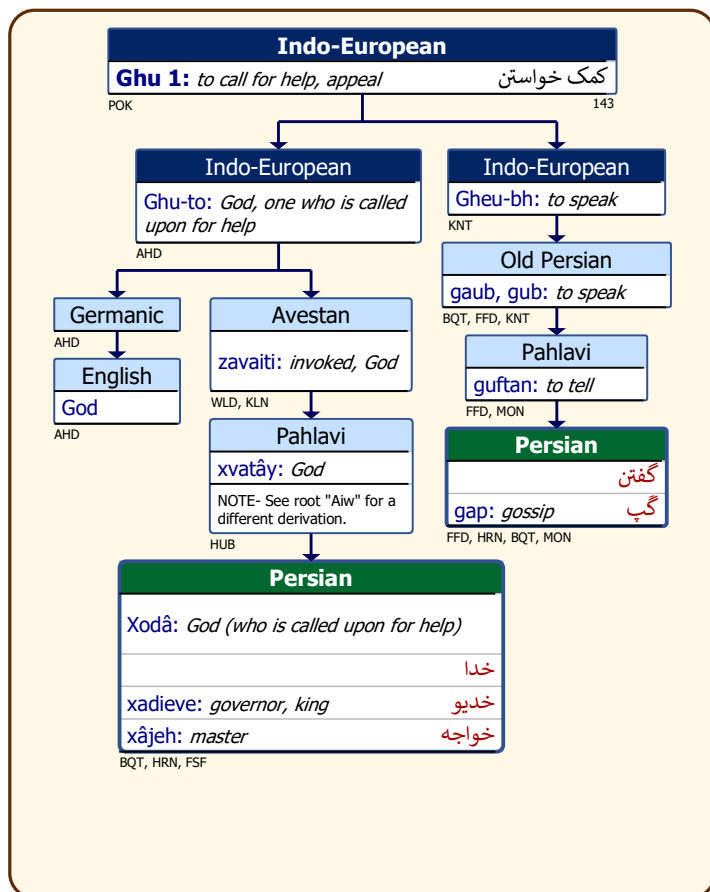 Indo-European
Ghu 1: to call for help, appeal کمک خواستن
POK 143
Indo-European
Ghu-to: God, one who is called
upon for help
AHD
Germanic
AHD
English
God
AHD
Avestan
zavaiti: invoked, God
WLD, KLN
Pahlavi
xvatây: God
NOTE- See root "Aiw" for a
different derivation.
HUB
Persian
Xodâ: God (who is called upon for help)
خدا
xadieve: governor, king خدیو
xâjeh: master خواجه
BQT, HRN, FSF
Indo-European
Gheu-bh: to speak
KNT
Old Persian
gaub, gub: to speak
BQT, FFD, KNT
Pahlavi
guftan: to tell
FFD, MON
Persian
گفتن
gap: gossip گپ
FFD, HRN, BQT, MON